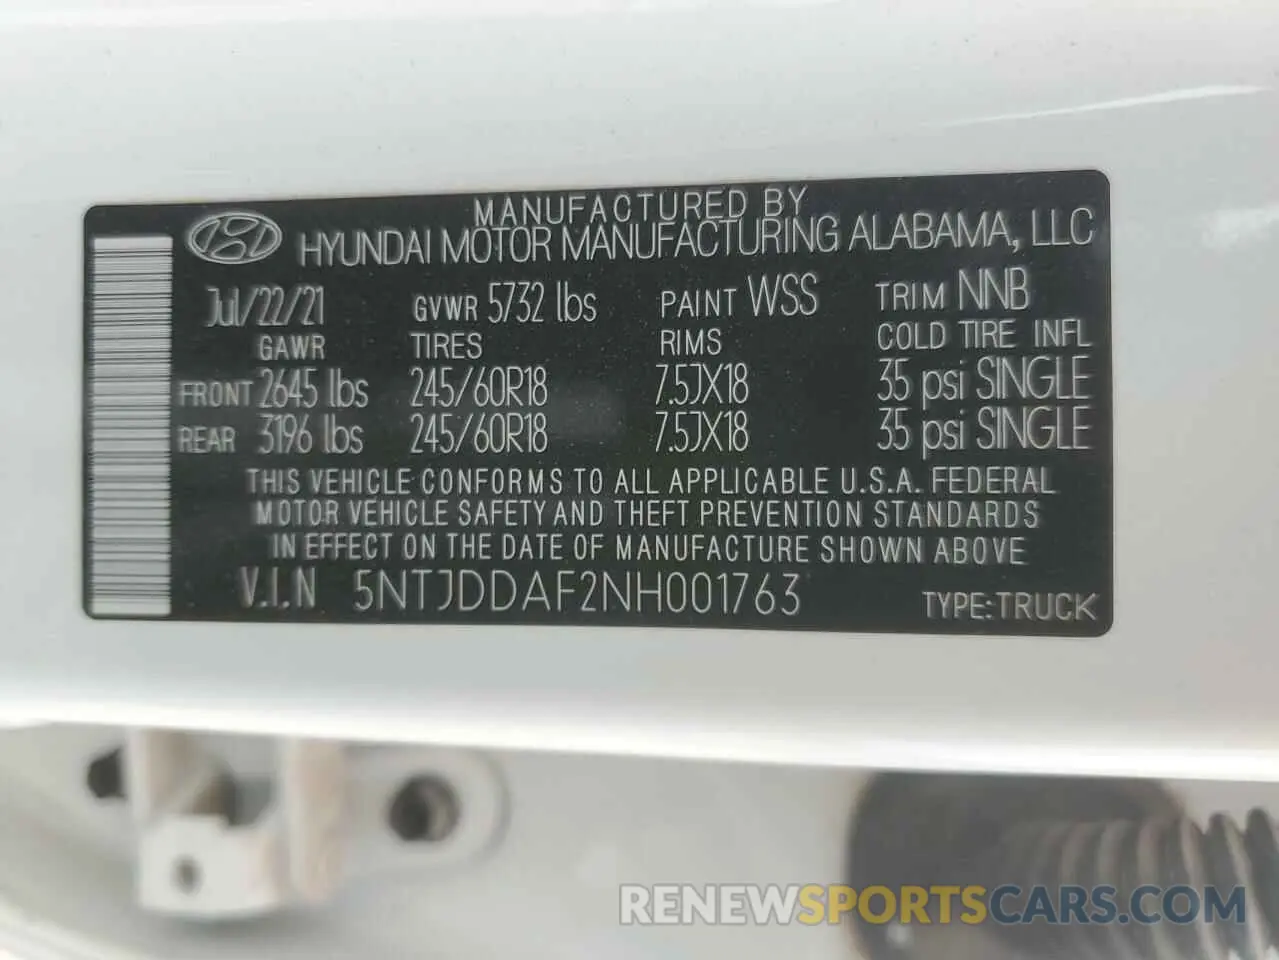 MANUFACTURED BY
HYUNDAI MOTOR MANUFACTURING ALABAMA, LLC
Jul/22/21 GVWR 5732 lbs PAINT WSS TRIM NNB
GAWR TIRES RIMS COLD TIRE INFL
FRONT 2645 lbs 245/60R18 7.5JX18 35 psi SINGLE
REAR 3196 lbs 245/60R18 7.5JX18 35 psi SINGLE
THIS VEHICLE CONFORMS TO ALL APPLICABLE U.S.A. FEDERAL
MOTOR VEHICLE SAFETY AND THEFT PREVENTION STANDARDS
IN EFFECT ON THE DATE OF MANUFACTURE SHOWN ABOVE
V.I.N 5NTJDDAF2NH001763 TYPE:TRUCK
RENEWSPORTSCARS.COM